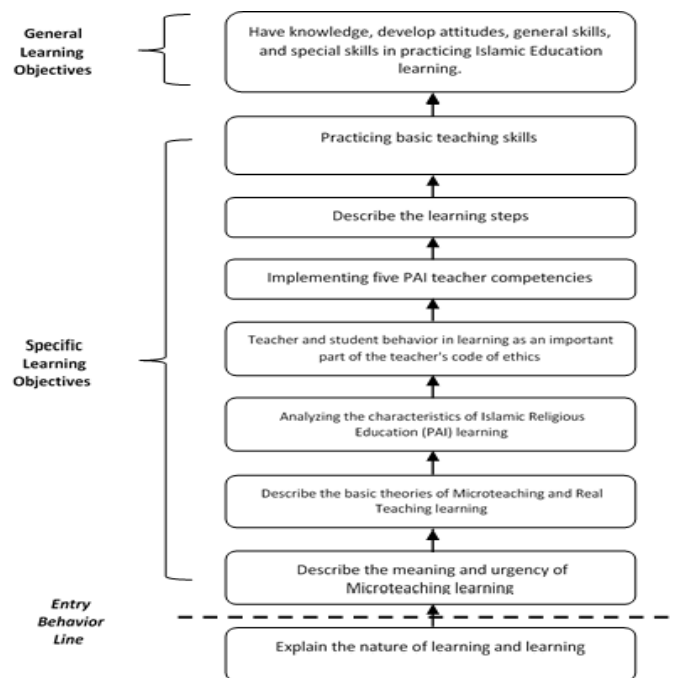 General
Learning
Objectives
Have knowledge, develop attitudes, general skills,
and special skills in practicing Islamic Education
learning.
Practicing basic teaching skills
Describe the learning steps
Implementing five PAI teacher competencies
Specific
Learning
Objectives
Teacher and student behavior in learning as an important
part of the teacher's code of ethics
Analyzing the characteristics of Islamic Religious
Education (PAI) learning
Describe the basic theories of Microteaching and Real
Teaching learning
Describe the meaning and urgency of
Microteaching learning
Entry
Behavior
Line
Explain the nature of learning and learning